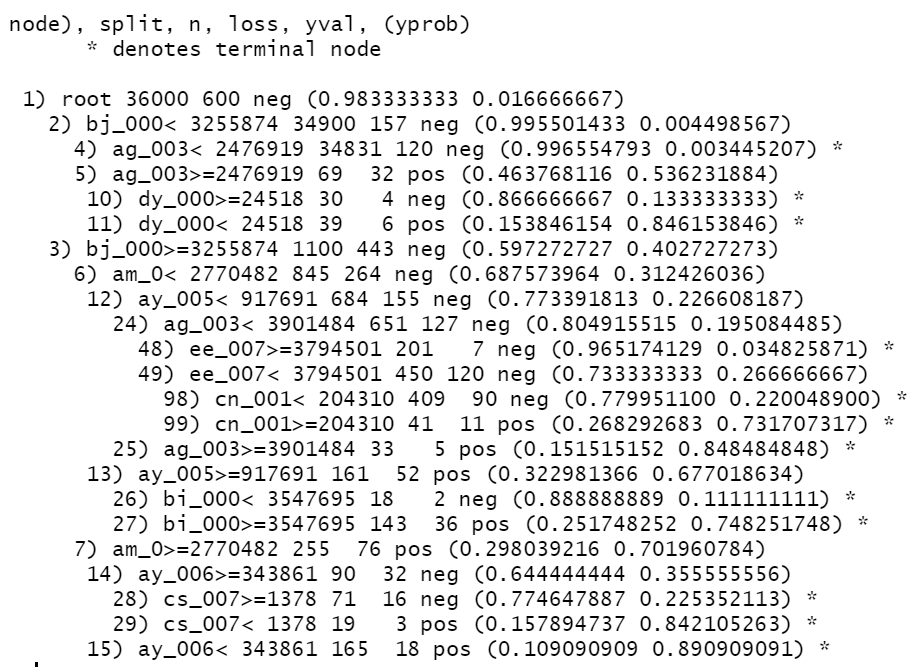 node), split, n, loss, yval, (yprob)
      * denotes terminal node

 1) root 36000 600 neg (0.983333333 0.016666667)
   2) bj_000< 3255874 34900 157 neg (0.995501433 0.004498567)
     4) ag_003< 2476919 34831 120 neg (0.996554793 0.003445207) *
     5) ag_003>=2476919 69  32 pos (0.463768116 0.536231884)
      10) dy_000>=24518 30   4 neg (0.866666667 0.133333333) *
      11) dy_000< 24518 39   6 pos (0.153846154 0.846153846) *
   3) bj_000>=3255874 1100 443 neg (0.597272727 0.402727273)
     6) am_0< 2770482 845 264 neg (0.687573964 0.312426036)
      12) ay_005< 917691 684 155 neg (0.773391813 0.226608187)
        24) ag_003< 3901484 651 127 neg (0.804915515 0.195084485)
          48) ee_007>=3794501 201   7 neg (0.965174129 0.034825871) *
          49) ee_007< 3794501 450 120 neg (0.733333333 0.266666667)
            98) cn_001< 204310 409  90 neg (0.779951100 0.220048900) *
            99) cn_001>=204310 41  11 pos (0.268292683 0.731707317) *
        25) ag_003>=3901484 33   5 pos (0.151515152 0.848484848) *
      13) ay_005>=917691 161  52 pos (0.322981366 0.677018634)
        26) bi_000< 3547695 18   2 neg (0.888888889 0.111111111) *
        27) bi_000>=3547695 143  36 pos (0.251748252 0.748251748) *
     7) am_0>=2770482 255  76 pos (0.298039216 0.701960784)
      14) ay_006>=343861 90  32 neg (0.644444444 0.355555556)
        28) cs_007>=1378 71  16 neg (0.774647887 0.225352113) *
        29) cs_007< 1378 19   3 pos (0.157894737 0.842105263) *
      15) ay_006< 343861 165  18 pos (0.109090909 0.890909091) *